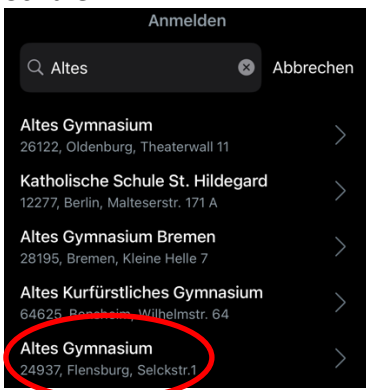 Anmelden
Altes
Abbrechen
Altes Gymnasium
26122, Oldenburg, Theaterwall 11
Katholische Schule St. Hildegard
12277, Berlin, Malteserstr. 171 A
Altes Gymnasium Bremen
28195, Bremen, Kleine Helle 7
Altes Kurfürstliches Gymnasium
64625, Bensheim, Wilhelmstr. 64
Altes Gymnasium
24937, Flensburg, Selckstr.1